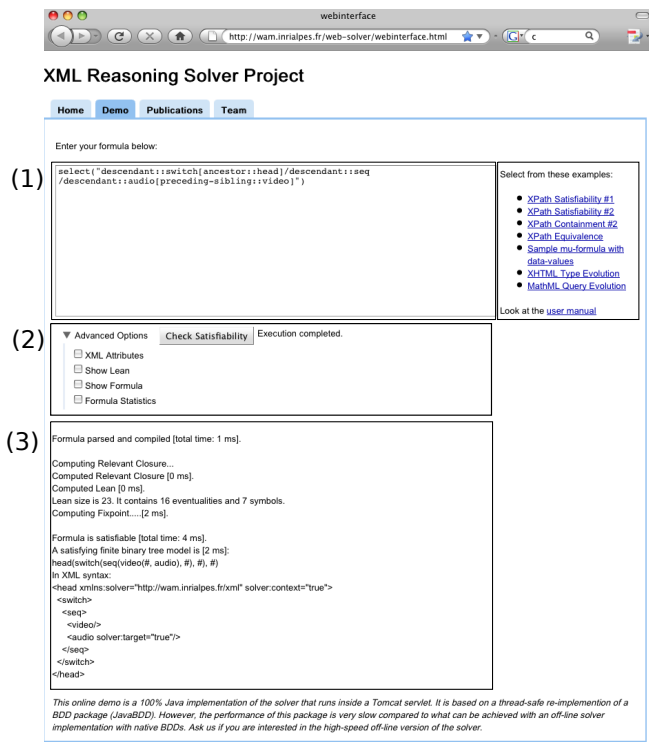 webinterface
http://wam.inrialpes.fr/web-solver/webinterface.html
G
c
XML Reasoning Solver Project
Home Demo Publications Team
Enter your formula below:
(1)
select("descendant::switch[ancestor::head]/descendant::seq
/descendant::audio[preceding-sibling::video]")
Select from these examples:
XPath Satisfiability #1
XPath Satisfiability #2
XPath Containment #2
XPath Equivalence
Sample mu-formula with
data-values
XHTML Type Evolution
MathML Query Evolution
Look at the user manual
(2)
Advanced Options Check Satisfiability Execution completed.
XML Attributes
Show Lean
Show Formula
Formula Statistics
(3)
Formula parsed and compiled [total time: 1 ms].
Computing Relevant Closure...
Computed Relevant Closure [0 ms].
Computed Lean [0 ms].
Lean size is 23. It contains 16 eventualities and 7 symbols.
Computing Fixpoint.....[2 ms].
Formula is satisfiable [total time: 4 ms].
A satisfying finite binary tree model is [2 ms]:
head(switch(seq(video(#, audio), #), #), #)
In XML syntax:
<head xmlns:solver="http://wam.inrialpes.fr/xml" solver:context="true">
<switch>
<seq>
<video/>
<audio solver:target="true"/>
</seq>
</switch>
</head>
This online demo is a 100% Java implementation of the solver that runs inside a Tomcat servlet. It is based on a thread-safe re-implemention of a
BDD package (JavaBDD). However, the performance of this package is very slow compared to what can be achieved with an off-line solver
implementation with native BDDs. Ask us if you are interested in the high-speed off-line version of the solver.